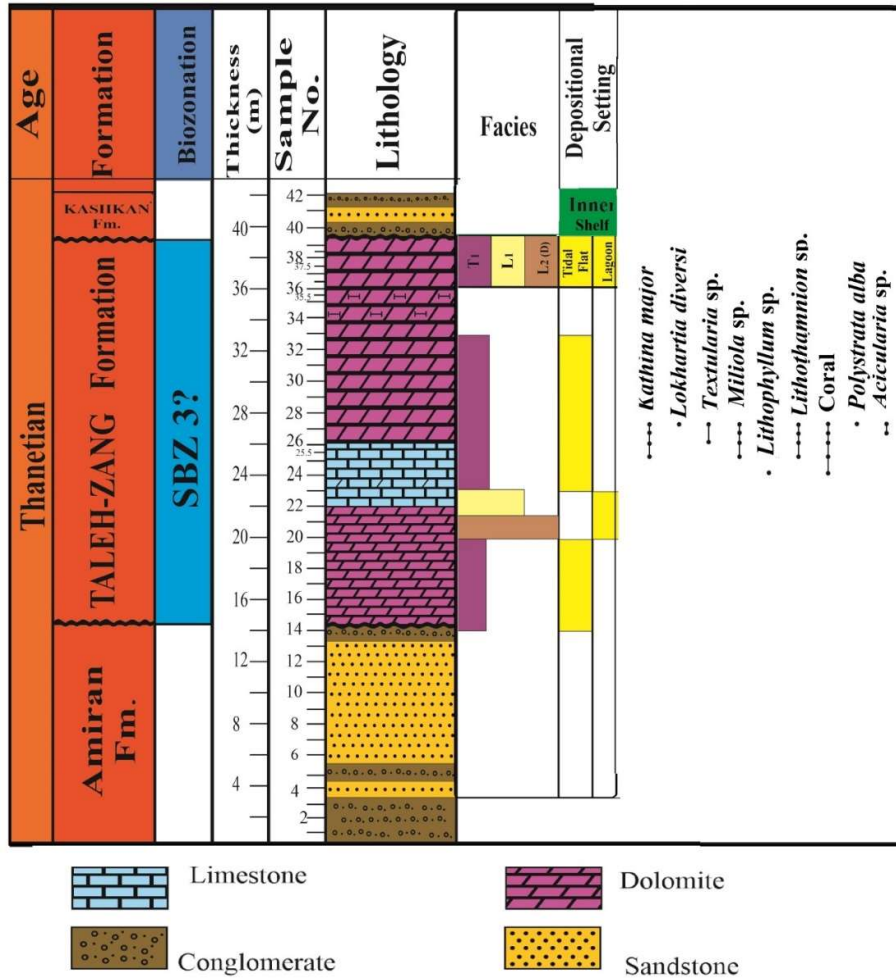 Age
Formation
Biozonation
Thickness
(m)
Sample
No.
Lithology
Facies
Depositional
Setting
Thanetian
KASHKAN
Fm.
TALEH-ZANG Formation
Amiran
Fm.
SBZ 3?
40
36
32
28
24
20
16
12
8
4
42
40
38
37.5
36
35.5
34
32
30
28
26
25.5
24
22
20
18
16
14
12
10
8
6
4
2
T1
L1
L2 (D)
Inner
Shelf
Tidal
Flat
Lagoon
Kathina major
Lokhartia diversi
Textularia sp.
Miliola sp.
Lithophyllum sp.
Lithothamnion sp.
Coral
Polystrata alba
Acicularia sp.
Limestone
Dolomite
Conglomerate
Sandstone